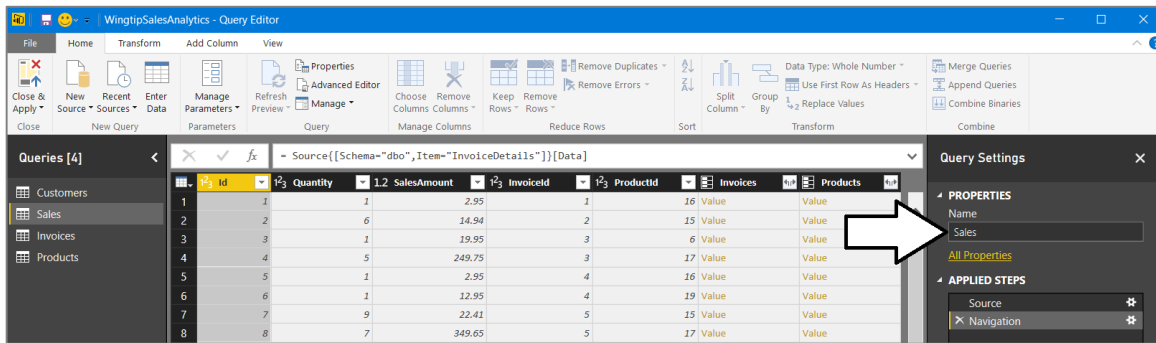 WingtipSalesAnalytics - Query Editor
File Home Transform Add Column View
Close & Apply
New Source
Recent Sources
Enter Data
Manage Parameters
Refresh Preview
Properties
Advanced Editor
Manage
Choose Columns
Remove Columns
Keep Rows
Remove Rows
Remove Duplicates
Remove Errors
Split Column
Group By
Data Type: Whole Number
Use First Row As Headers
Replace Values
Merge Queries
Append Queries
Combine Binaries
Close New Query Parameters Query Manage Columns Reduce Rows Sort Transform Combine
Queries [4]
Customers
Sales
Invoices
Products
fx = Source{[Schema="dbo",Item="InvoiceDetails"]}[Data]
Id Quantity 1.2 SalesAmount InvoiceId ProductId Invoices Products
1 1 1 2.95 1 16 Value Value
2 2 6 14.94 2 15 Value Value
3 3 1 19.95 3 6 Value Value
4 4 5 249.75 3 17 Value Value
5 5 1 2.95 4 16 Value Value
6 6 1 12.95 4 19 Value Value
7 7 9 22.41 5 15 Value Value
8 8 7 349.65 5 17 Value Value
Query Settings
PROPERTIES
Name
Sales
All Properties
APPLIED STEPS
Source
Navigation